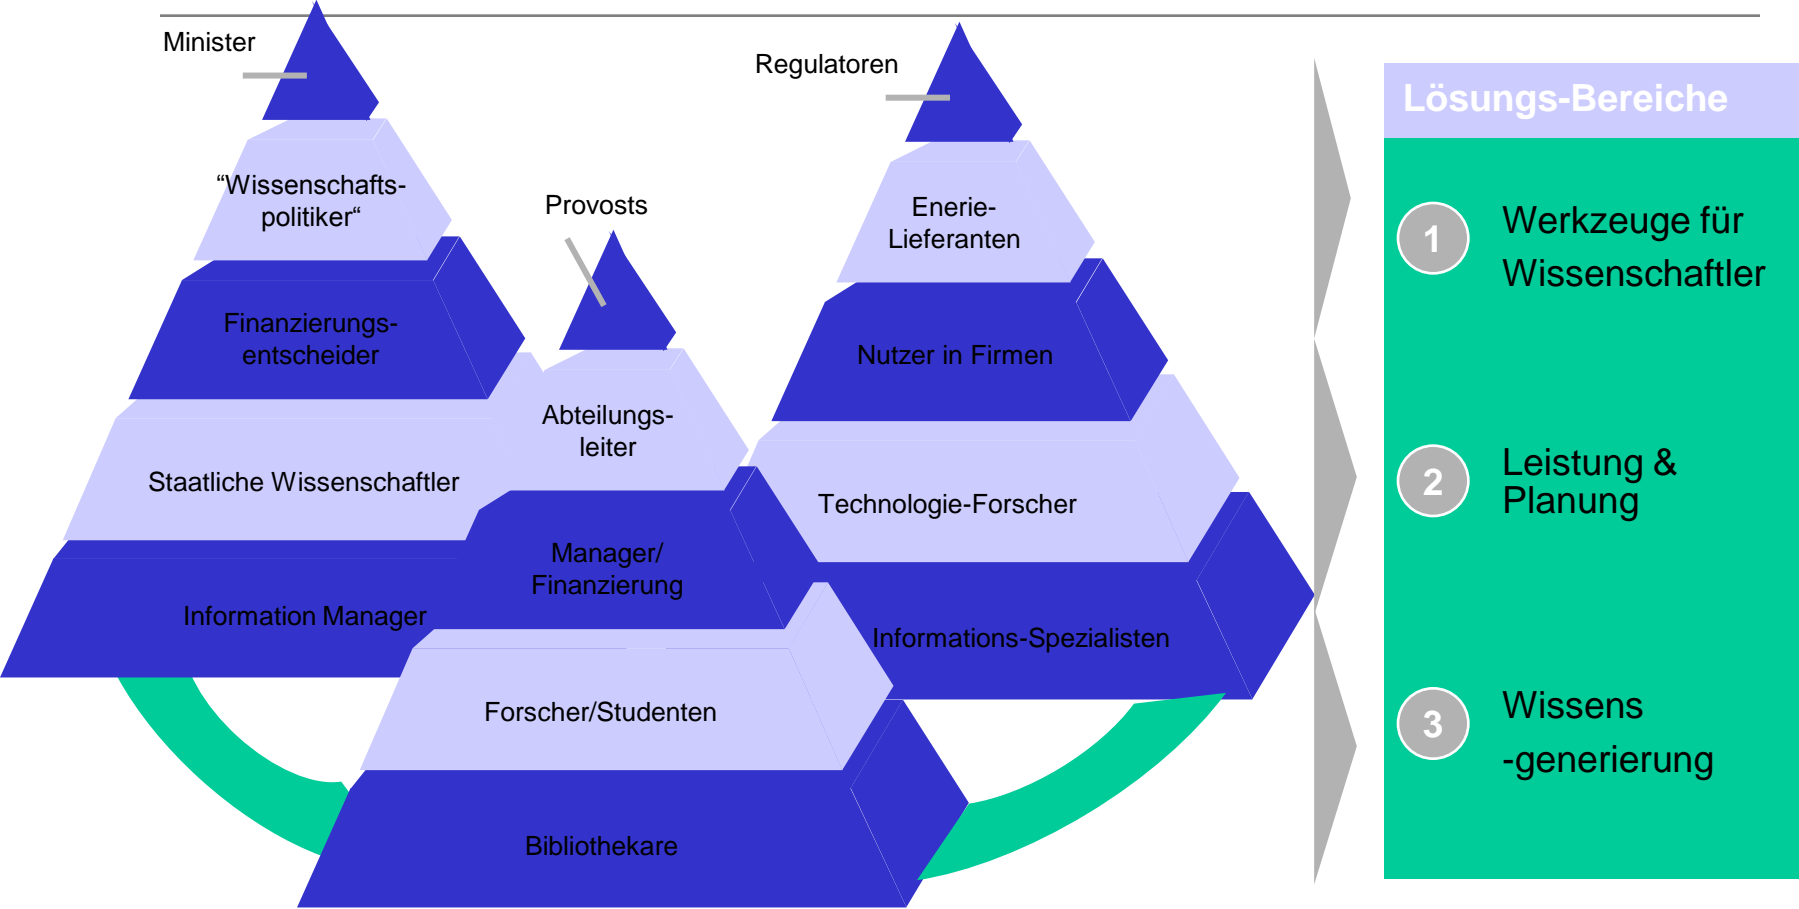 Minister
“Wissenschafts-
politiker“
Finanzierungs-
entscheider
Staatliche Wissenschaftler
Information Manager
Provosts
Abteilungs-
leiter
Manager/
Finanzierung
Forscher/Studenten
Bibliothekare
Regulatoren
Enerie-
Lieferanten
Nutzer in Firmen
Technologie-Forscher
Informations-Spezialisten
Lösungs-Bereiche
1
Werkzeuge für
Wissenschaftler
2
Leistung &
Planung
3
Wissens
-generierung